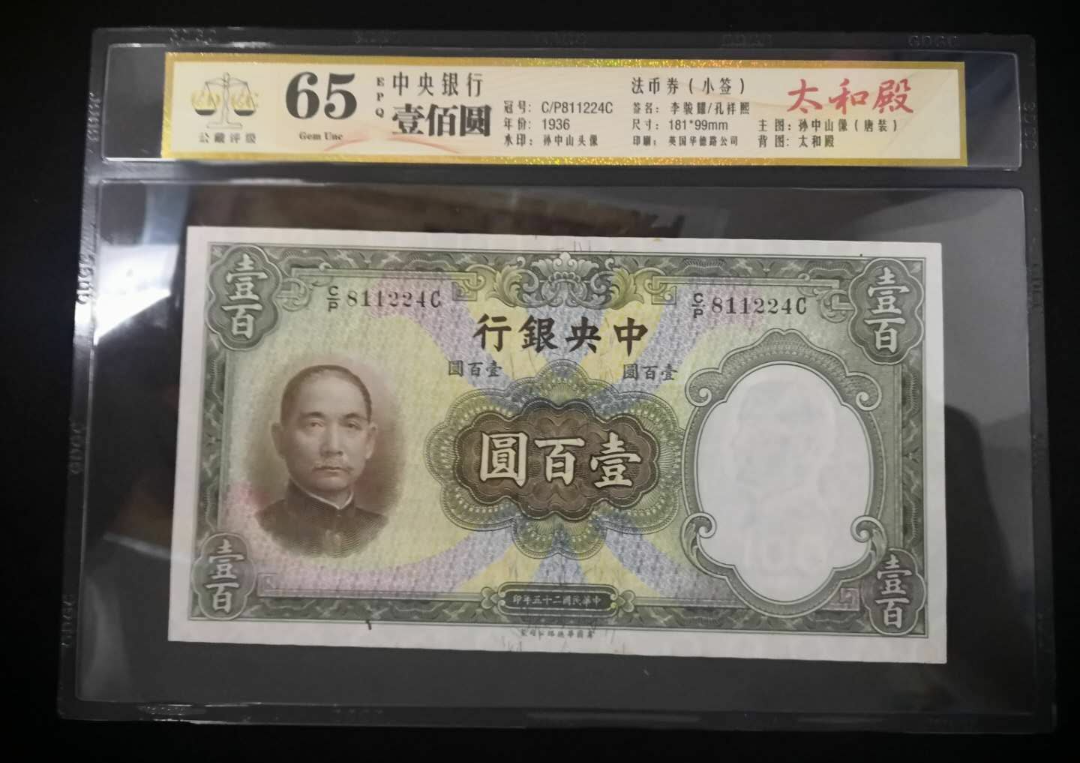 公藏评级
65
Gem Unc
EPQ
中央银行
壹佰圆
冠号: C/P811224C
年份: 1936
水印: 孙中山头像
法币券(小签)
签名: 李骏耀/孔祥熙
尺寸: 181*99mm
印刷: 英国华德路公司
太和殿
主图: 孙中山像(唐装)
背图: 太和殿
壹百
壹百
C/P 811224C
C/P 811224C
中央銀行
壹百圓
壹百圓
壹百圓
壹百
壹百
中華民國二十五年印
GDGC
GDGC
GDGC